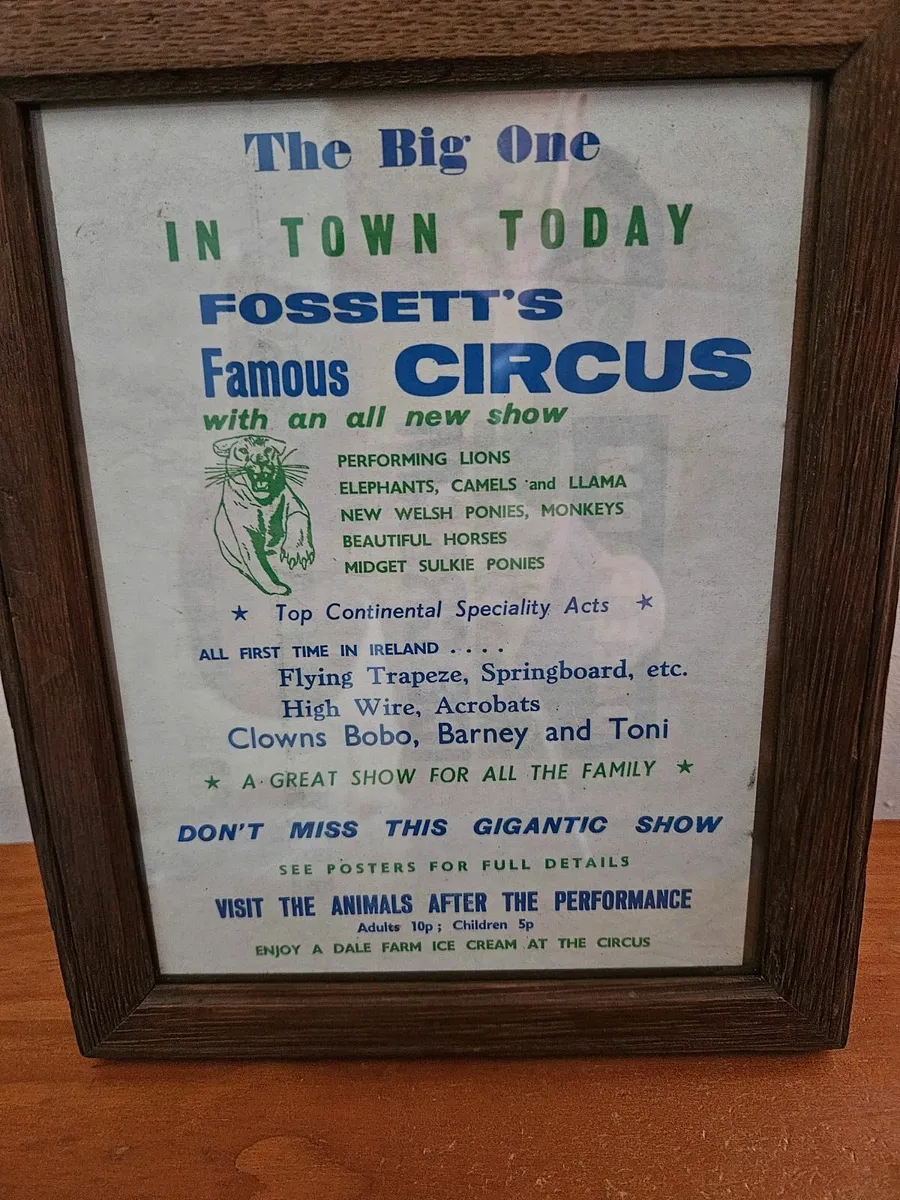 The Big One
IN TOWN TODAY
FOSSETT'S
Famous CIRCUS
with an all new show
PERFORMING LIONS
ELEPHANTS, CAMELS and LLAMA
NEW WELSH PONIES, MONKEYS
BEAUTIFUL HORSES
MIDGET SULKIE PONIES
★ Top Continental Speciality Acts ★
ALL FIRST TIME IN IRELAND . . . .
Flying Trapeze, Springboard, etc.
High Wire, Acrobats
Clowns Bobo, Barney and Toni
★ A GREAT SHOW FOR ALL THE FAMILY ★
DON'T MISS THIS GIGANTIC SHOW
SEE POSTERS FOR FULL DETAILS
VISIT THE ANIMALS AFTER THE PERFORMANCE
Adults 10p; Children 5p
ENJOY A DALE FARM ICE CREAM AT THE CIRCUS